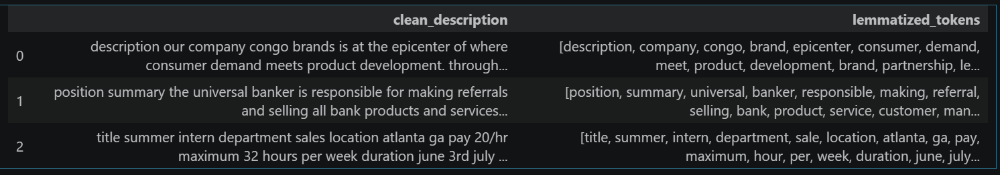 clean_description lemmatized_tokens
0 description our company congo brands is at the epicenter of where [description, company, congo, brand, epicenter, consumer, demand,
consumer demand meets product development. through... meet, product, development, brand, partnership, le...
1 position summary the universal banker is responsible for making referrals [position, summary, universal, banker, responsible, making, referral,
and selling all bank products and services... selling, bank, product, service, customer, man...
2 title summer intern department sales location atlanta ga pay 20/hr [title, summer, intern, department, sale, location, atlanta, ga, pay,
maximum 32 hours per week duration june 3rd july ... maximum, hour, per, week, duration, june, july...